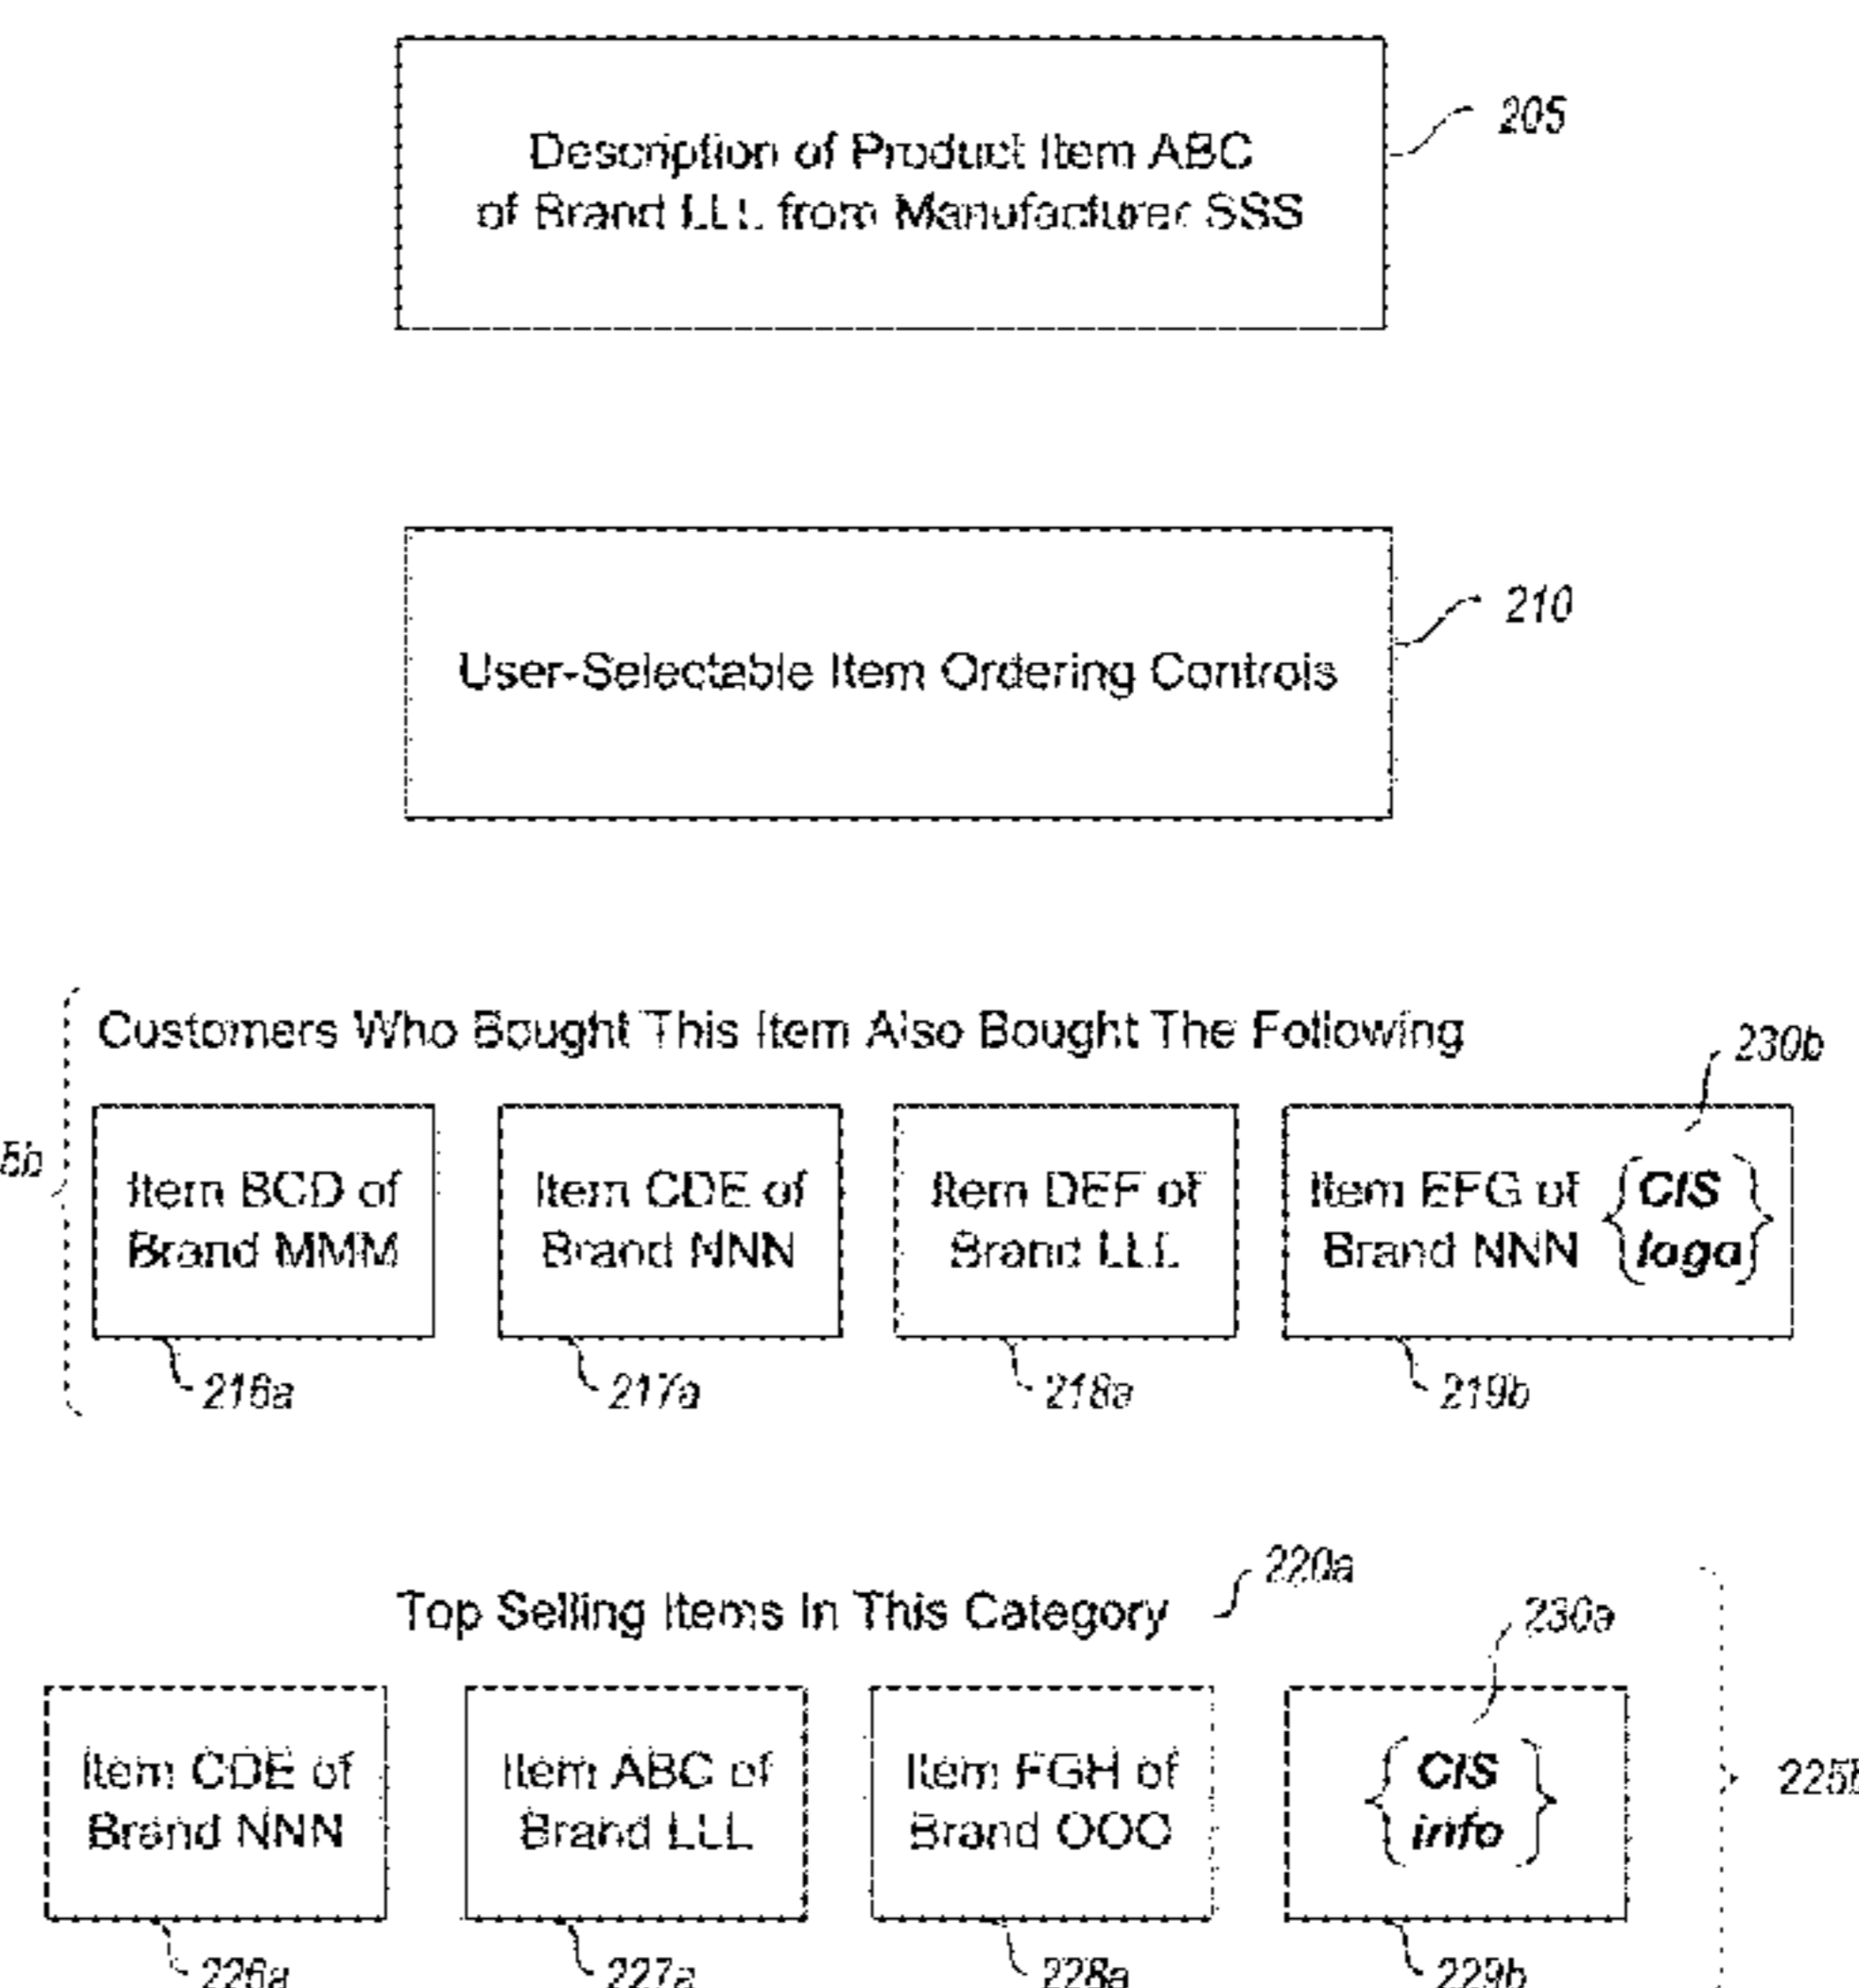 Description of Product Item ABC
of Brand LLL from Manufacturer SSS
205
User-Selectable Item Ordering Controls
210
Customers Who Bought This Item Also Bought The Following
230b
5b
Item BCD of
Brand MMM
Item CDE of
Brand NNN
Item DEF of
Brand LLL
Item EFG of
Brand NNN
{CIS
logo}
216a
217a
218a
219b
Top Selling Items In This Category
220a
230a
Item CDE of
Brand NNN
Item ABC of
Brand LLL
Item FGH of
Brand OOO
{CIS
info}
225b
226a
227a
228a
229b